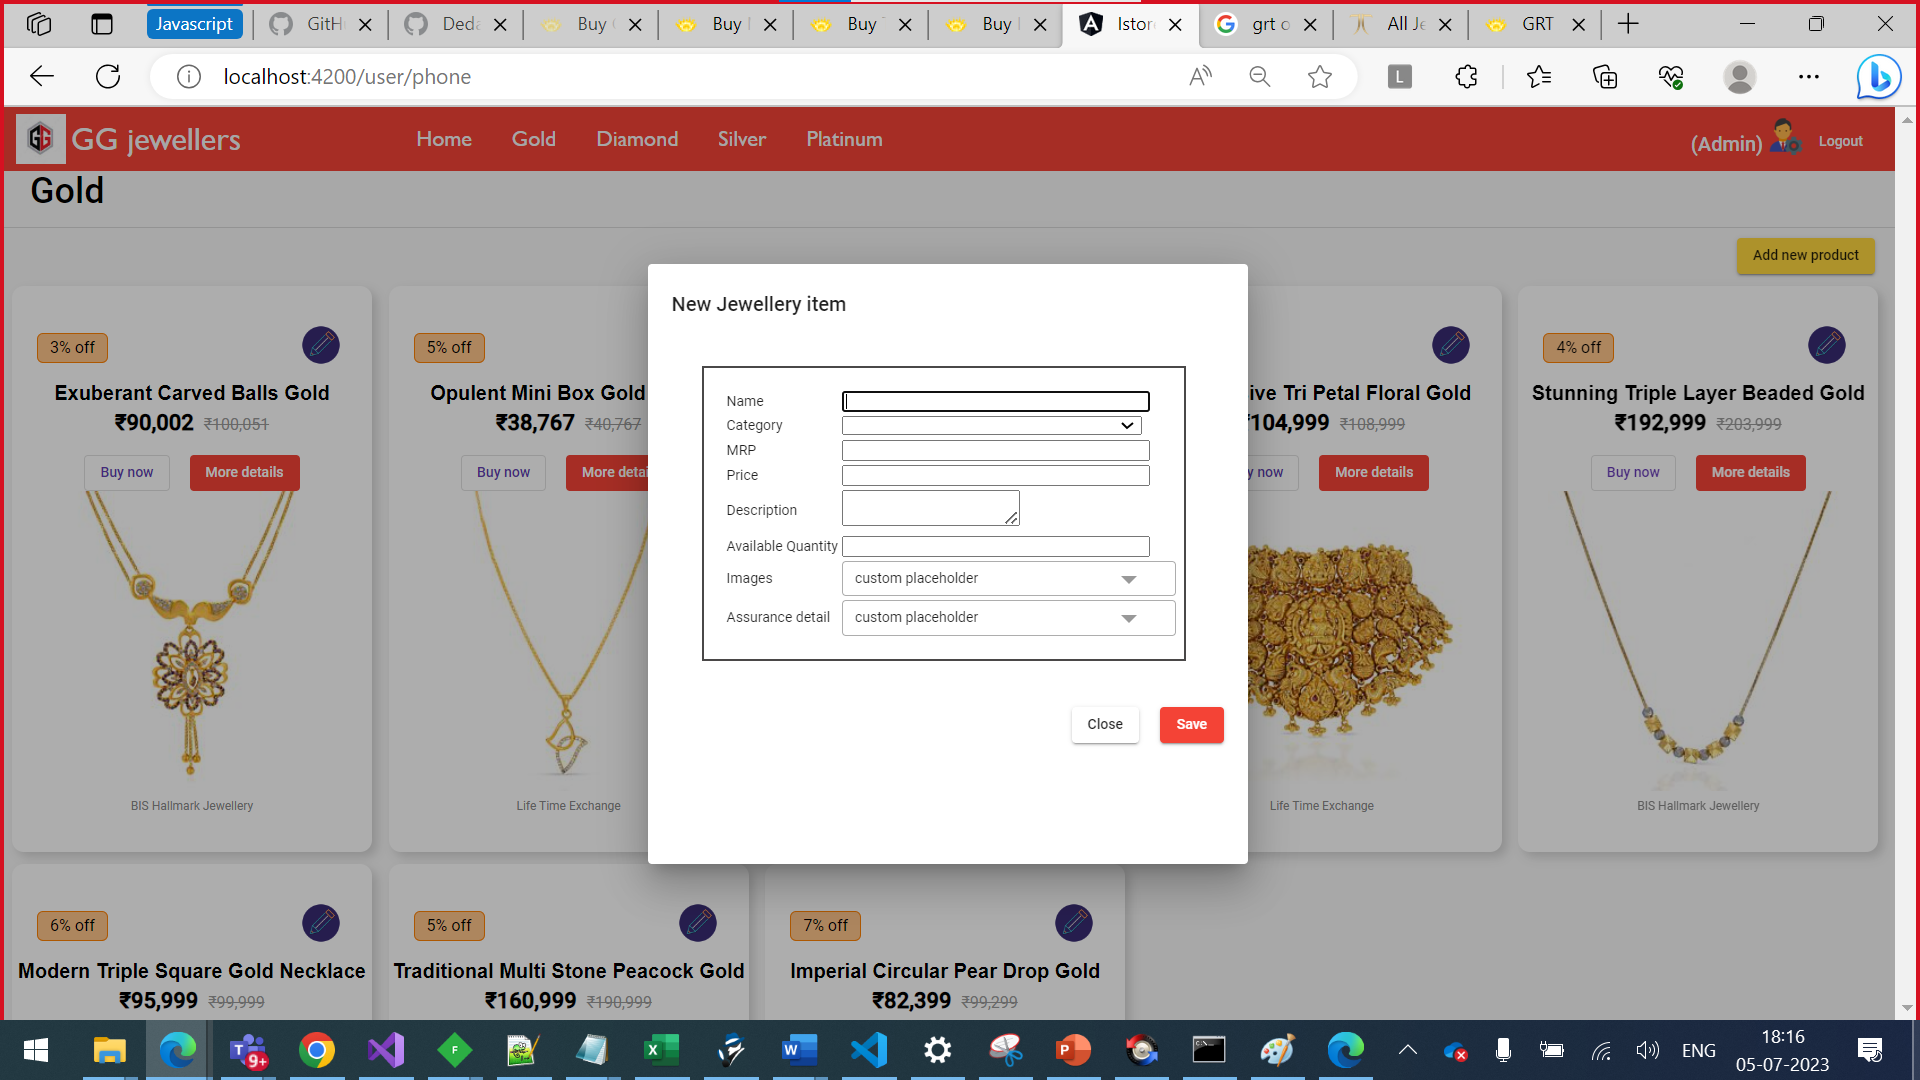 Javascript
GitH
Ded
Buy
Buy
Buy
Buy
Istor
grt o
All Je
GRT
localhost:4200/user/phone
A
L
b
GG
GG jewellers
Home
Gold
Diamond
Silver
Platinum
(Admin)
Logout
Gold
Add new product
3% off
5% off
4% off
Exuberant Carved Balls Gold
Opulent Mini Box Gold
ive Tri Petal Floral Gold
Stunning Triple Layer Beaded Gold
₹90,002 ₹100,051
₹38,767 ₹40,767
₹104,999 ₹108,999
₹192,999 ₹203,999
Buy now
More details
Buy now
More detai
y now
More details
Buy now
More details
BIS Hallmark Jewellery
Life Time Exchange
Life Time Exchange
BIS Hallmark Jewellery
New Jewellery item
Name
Category
MRP
Price
Description
Available Quantity
Images
custom placeholder
Assurance detail
custom placeholder
Close
Save
6% off
5% off
7% off
Modern Triple Square Gold Necklace
Traditional Multi Stone Peacock Gold
Imperial Circular Pear Drop Gold
₹95,999 ₹99,999
₹160,999 ₹190,999
₹82,399 ₹99,299
T
9+
F
X
W
P
ENG
18:16
05-07-2023